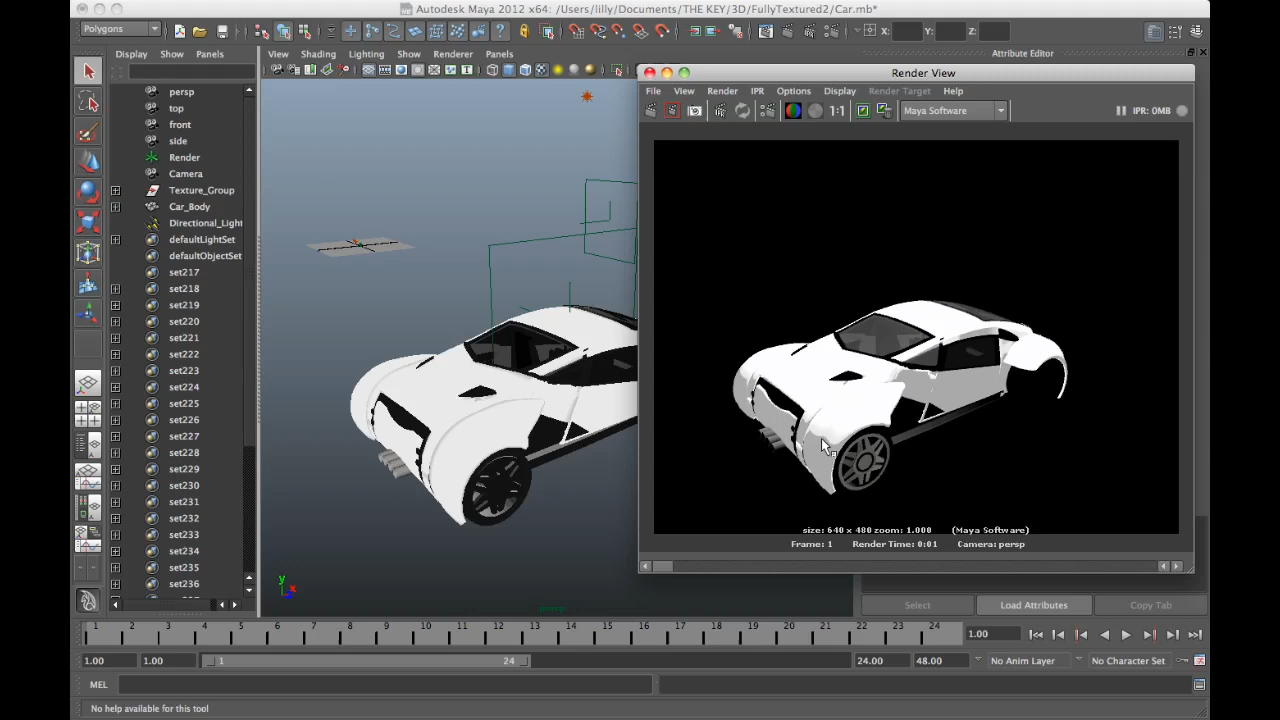 Autodesk Maya 2012 x64: /Users/lilly/Documents/THE KEY/3D/FullyTextured2/Car.mb*
Polygons
X:
Y:
Z:
Display Show Panels
View Shading Lighting Show Renderer Panels
Attribute Editor
Render View
File View Render IPR Options Display Render Target Help
1:1
Maya Software
IPR: 0MB
persp
top
front
side
Render
Camera
Texture_Group
Car_Body
Directional_Light
defaultLightSet
defaultObjectSet
set217
set218
set219
set220
set221
set222
set223
set224
set225
set226
set227
set228
set229
set230
set231
set232
set233
set234
set235
set236
size: 640 x 480 zoom: 1.000 (Maya Software)
Frame: 1 Render Time: 0:01 Camera: persp
y
x
persp
Select Load Attributes Copy Tab
1 2 3 4 5 6 7 8 9 10 11 12 13 14 15 16 17 18 19 20 21 22 23 24
1.00
1.00 1.00 1 24 24.00 48.00 No Anim Layer No Character Set
MEL
No help available for this tool